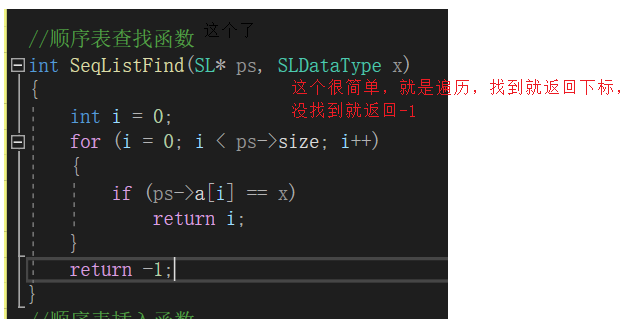 //顺序表查找函数 这个了
int SeqListFind(SL* ps, SLDataType x)
这个很简单，就是遍历，找到就返回下标，
没找到就返回-1
{
int i = 0;
for (i = 0; i < ps->size; i++)
{
if (ps->a[i] == x)
return i;
}
return -1;
}
//顺序表插入函数